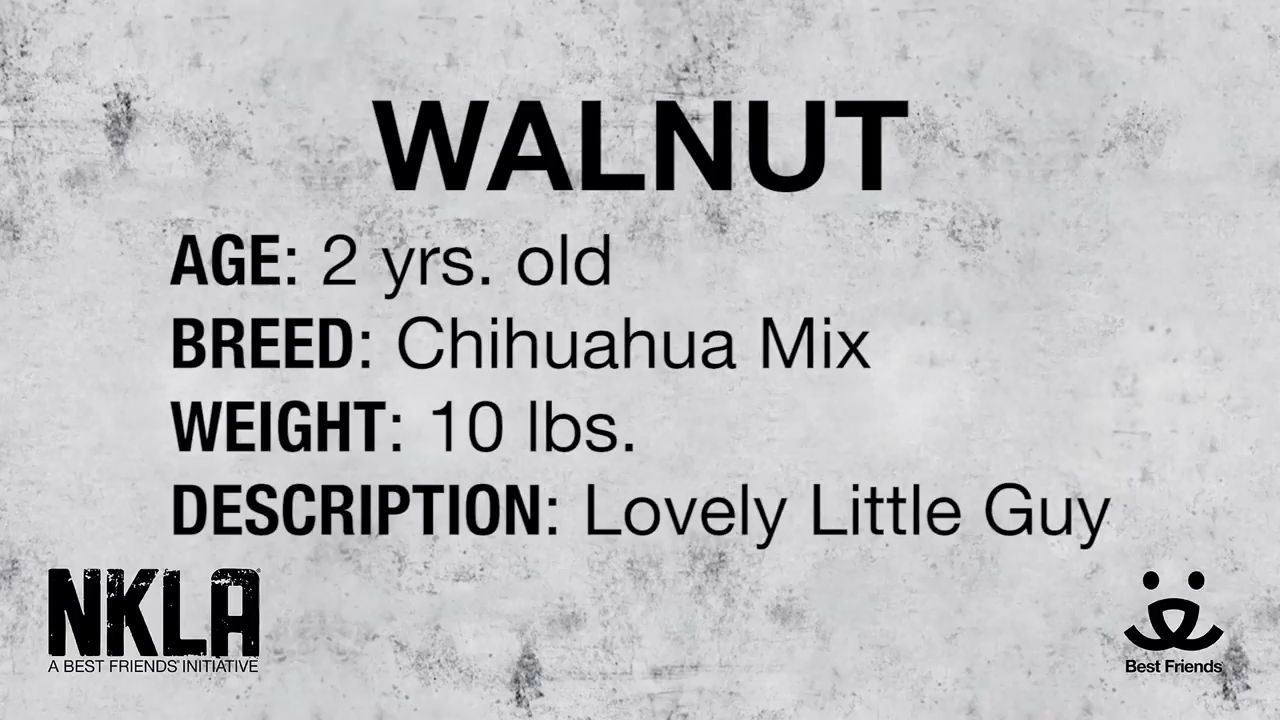 WALNUT
AGE: 2 yrs. old
BREED: Chihuahua Mix
WEIGHT: 10 lbs.
DESCRIPTION: Lovely Little Guy
NKLA®
A BEST FRIENDS INITIATIVE
Best Friends